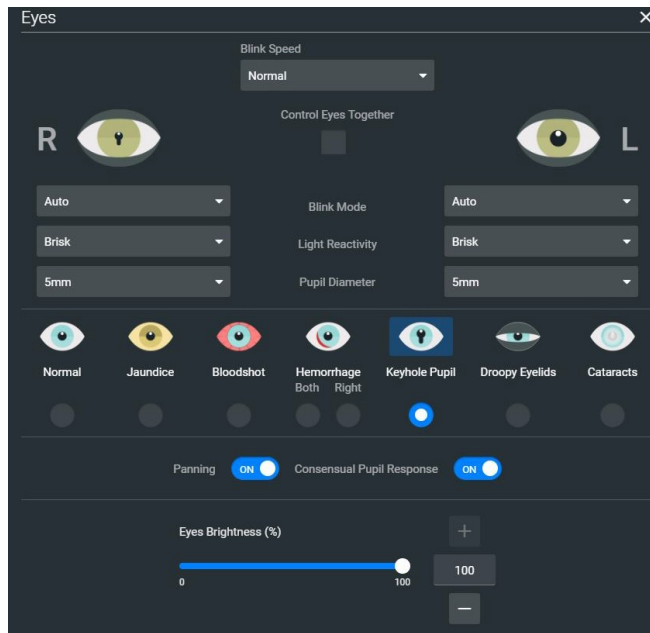 Eyes
Blink Speed
Normal
Control Eyes Together
R
L
Auto Blink Mode Auto
Brisk Light Reactivity Brisk
5mm Pupil Diameter 5mm
Normal Jaundice Bloodshot Hemorrhage Keyhole Pupil Droopy Eyelids Cataracts
Both Right
Panning ON Consensual Pupil Response ON
Eyes Brightness (%)
100
0 100